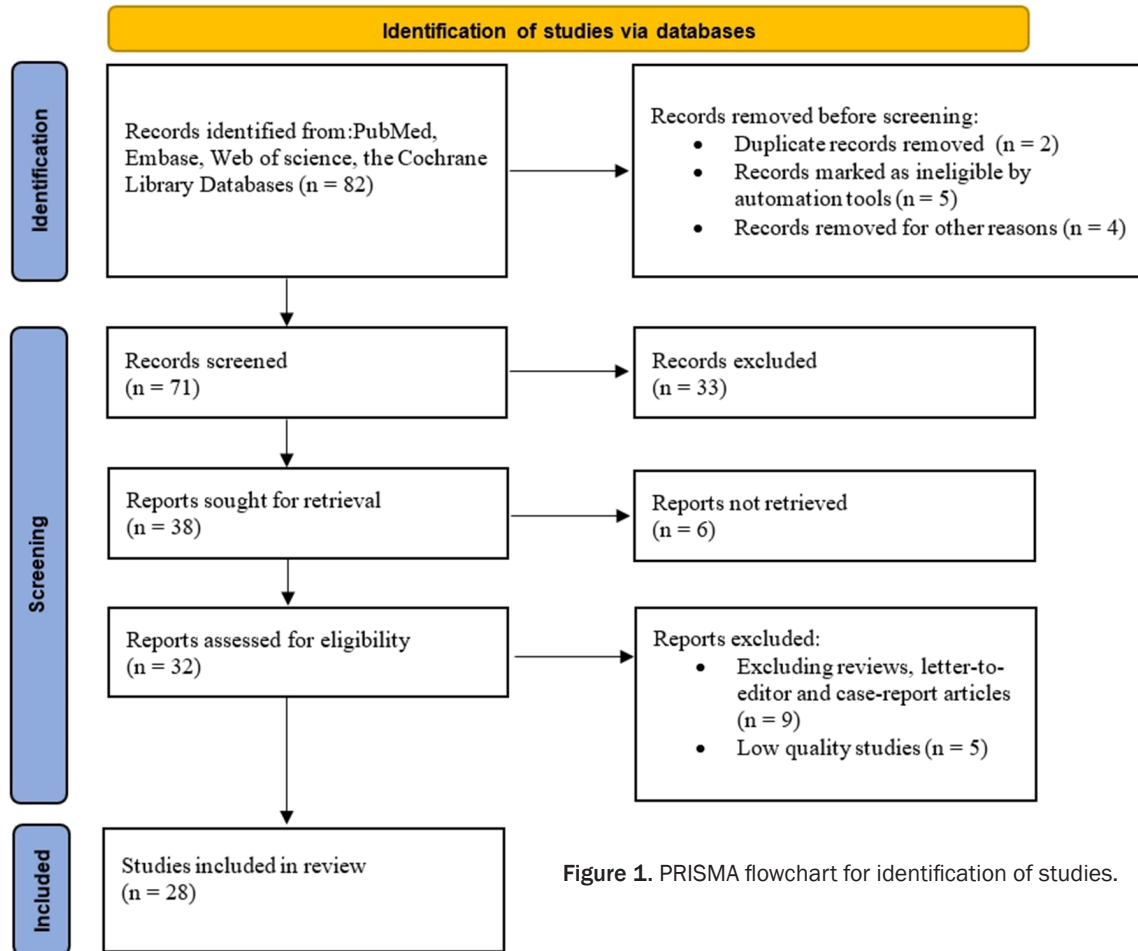 Identification of studies via databases
Identification
Records identified from:PubMed,
Embase, Web of science, the Cochrane
Library Databases (n = 82)
Records removed before screening:
• Duplicate records removed (n = 2)
• Records marked as ineligible by
automation tools (n = 5)
• Records removed for other reasons (n = 4)
Screening
Records screened
(n = 71)
Records excluded
(n = 33)
Reports sought for retrieval
(n = 38)
Reports not retrieved
(n = 6)
Reports assessed for eligibility
(n = 32)
Reports excluded:
• Excluding reviews, letter-to-
editor and case-report articles
(n = 9)
• Low quality studies (n = 5)
Included
Studies included in review
(n = 28)
Figure 1. PRISMA flowchart for identification of studies.